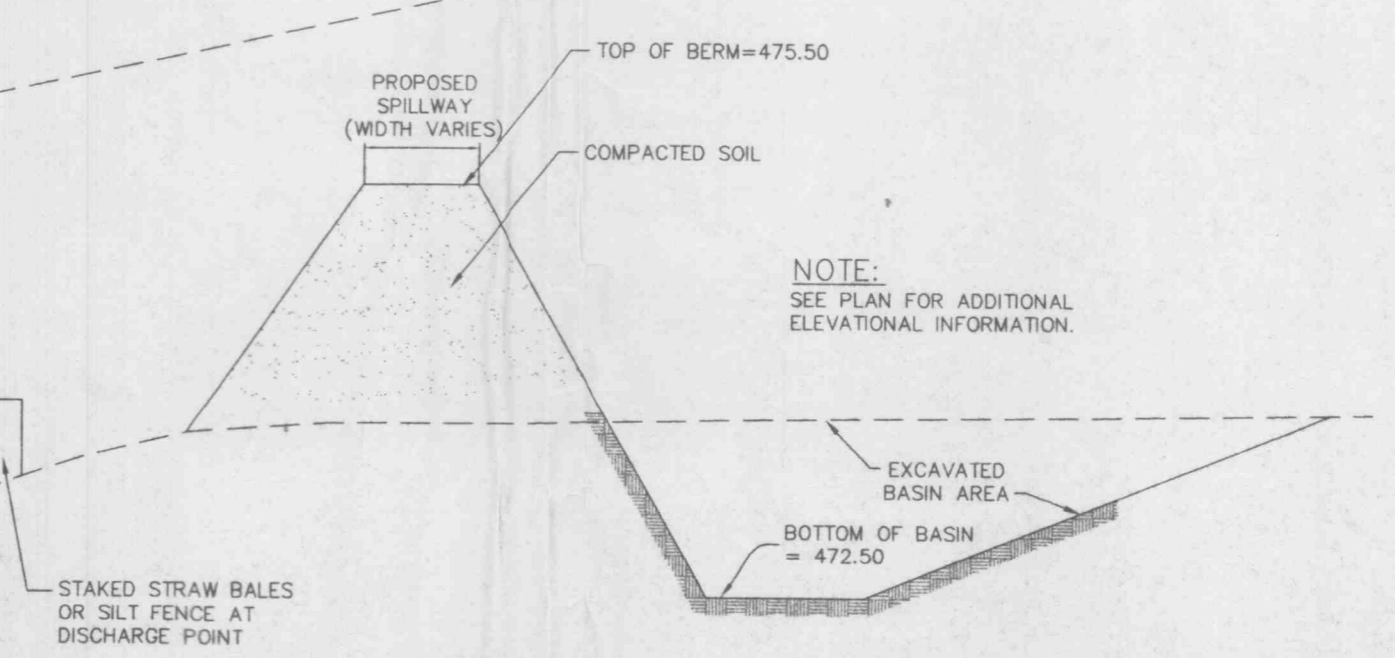 TOP OF BERM=475.50
PROPOSED
SPILLWAY
(WIDTH VARIES)
COMPACTED SOIL
NOTE:
SEE PLAN FOR ADDITIONAL
ELEVATIONAL INFORMATION.
EXCAVATED
BASIN AREA
BOTTOM OF BASIN
= 472.50
STAKED STRAW BALES
OR SILT FENCE AT
DISCHARGE POINT